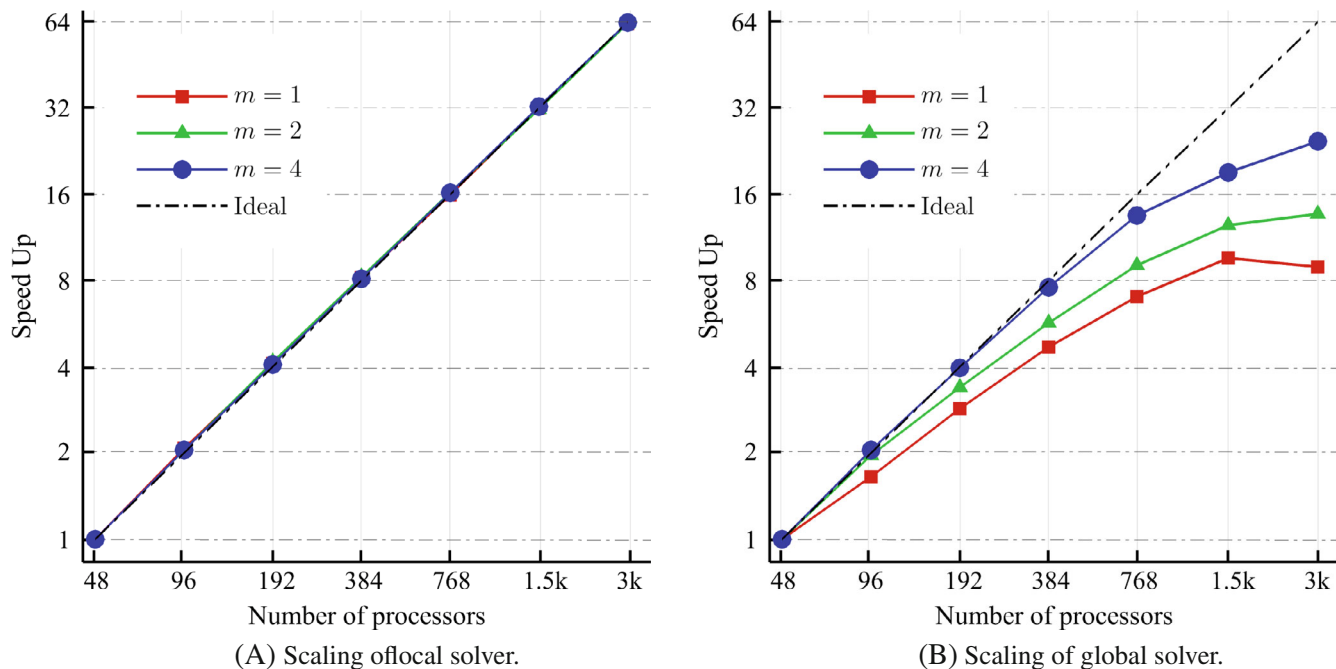 64
32
16
8
4
2
1
Speed Up
m = 1
m = 2
m = 4
Ideal
48 96 192 384 768 1.5k 3k
Number of processors
(A) Scaling oflocal solver.
64
32
16
8
4
2
1
Speed Up
m = 1
m = 2
m = 4
Ideal
48 96 192 384 768 1.5k 3k
Number of processors
(B) Scaling of global solver.